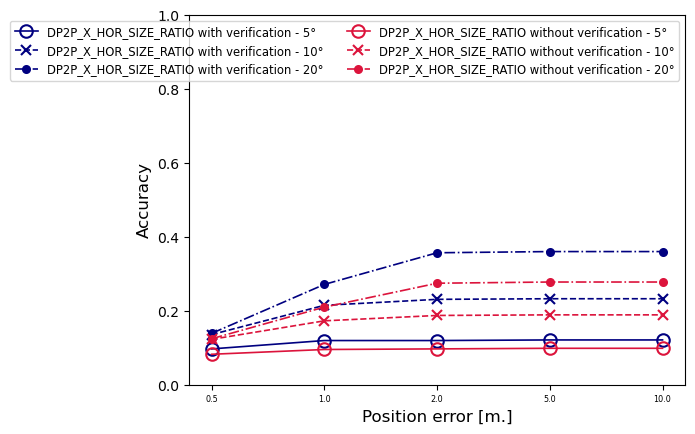 1.0
DP2P_X_HOR_SIZE_RATIO with verification - 5° DP2P_X_HOR_SIZE_RATIO without verification - 5°
DP2P_X_HOR_SIZE_RATIO with verification - 10° DP2P_X_HOR_SIZE_RATIO without verification - 10°
DP2P_X_HOR_SIZE_RATIO with verification - 20° DP2P_X_HOR_SIZE_RATIO without verification - 20°
0.8
0.6
Accuracy
0.4
0.2
0.0
0.5 1.0 2.0 5.0 10.0
Position error [m.]